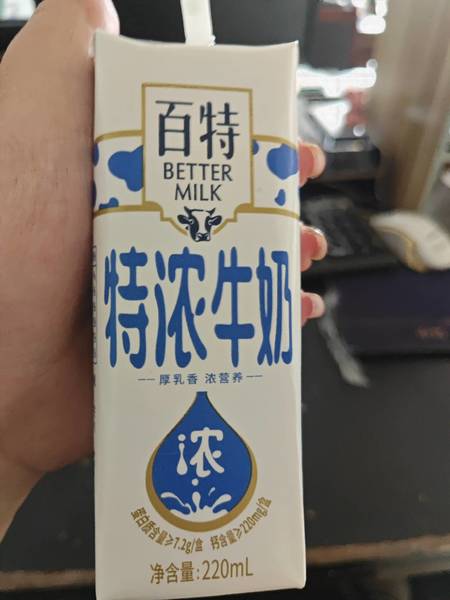 百特
BETTER
MILK
特浓牛奶
厚乳香 浓营养
浓
蛋白质含量≥7.2g/盒 钙含量≥220mg/盒
净含量:220mL